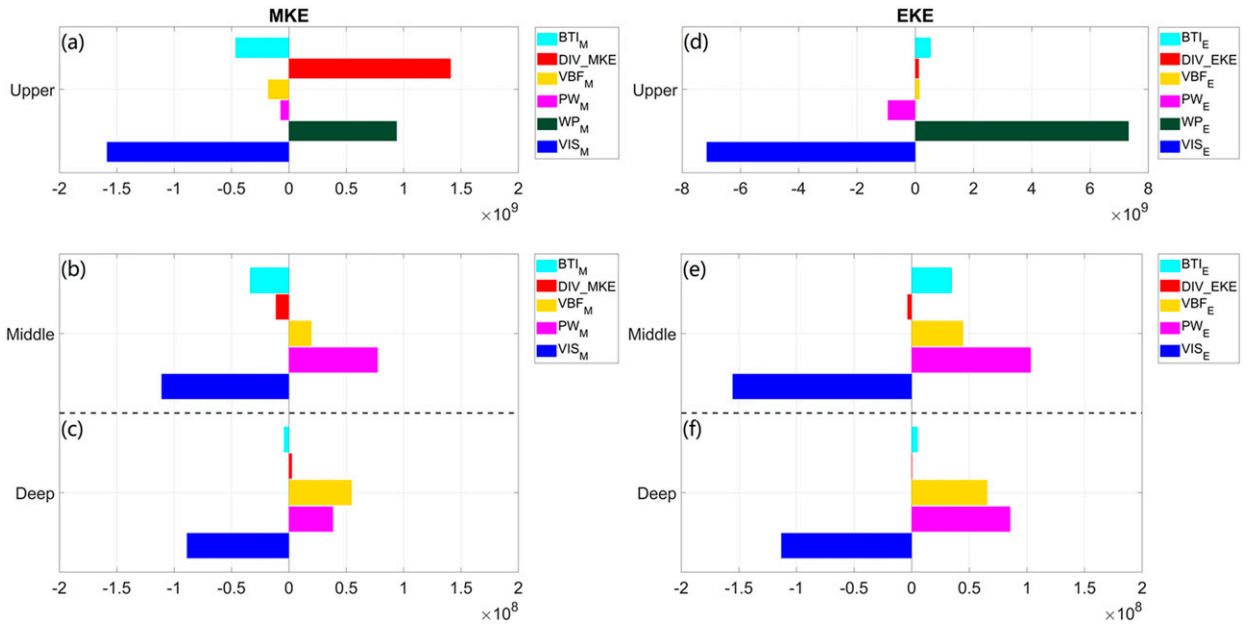 MKE
(a)
Upper
BTI_M
DIV_MKE
VBF_M
PW_M
WP_M
VIS_M
-2 -1.5 -1 -0.5 0 0.5 1 1.5 2
×10^9
EKE
(d)
Upper
BTI_E
DIV_EKE
VBF_E
PW_E
WP_E
VIS_E
-8 -6 -4 -2 0 2 4 6 8
×10^9
(b)
Middle
BTI_M
DIV_MKE
VBF_M
PW_M
VIS_M
(c)
Deep
-2 -1.5 -1 -0.5 0 0.5 1 1.5 2
×10^8
(e)
Middle
BTI_E
DIV_EKE
VBF_E
PW_E
VIS_E
(f)
Deep
-2 -1.5 -1 -0.5 0 0.5 1 1.5 2
×10^8